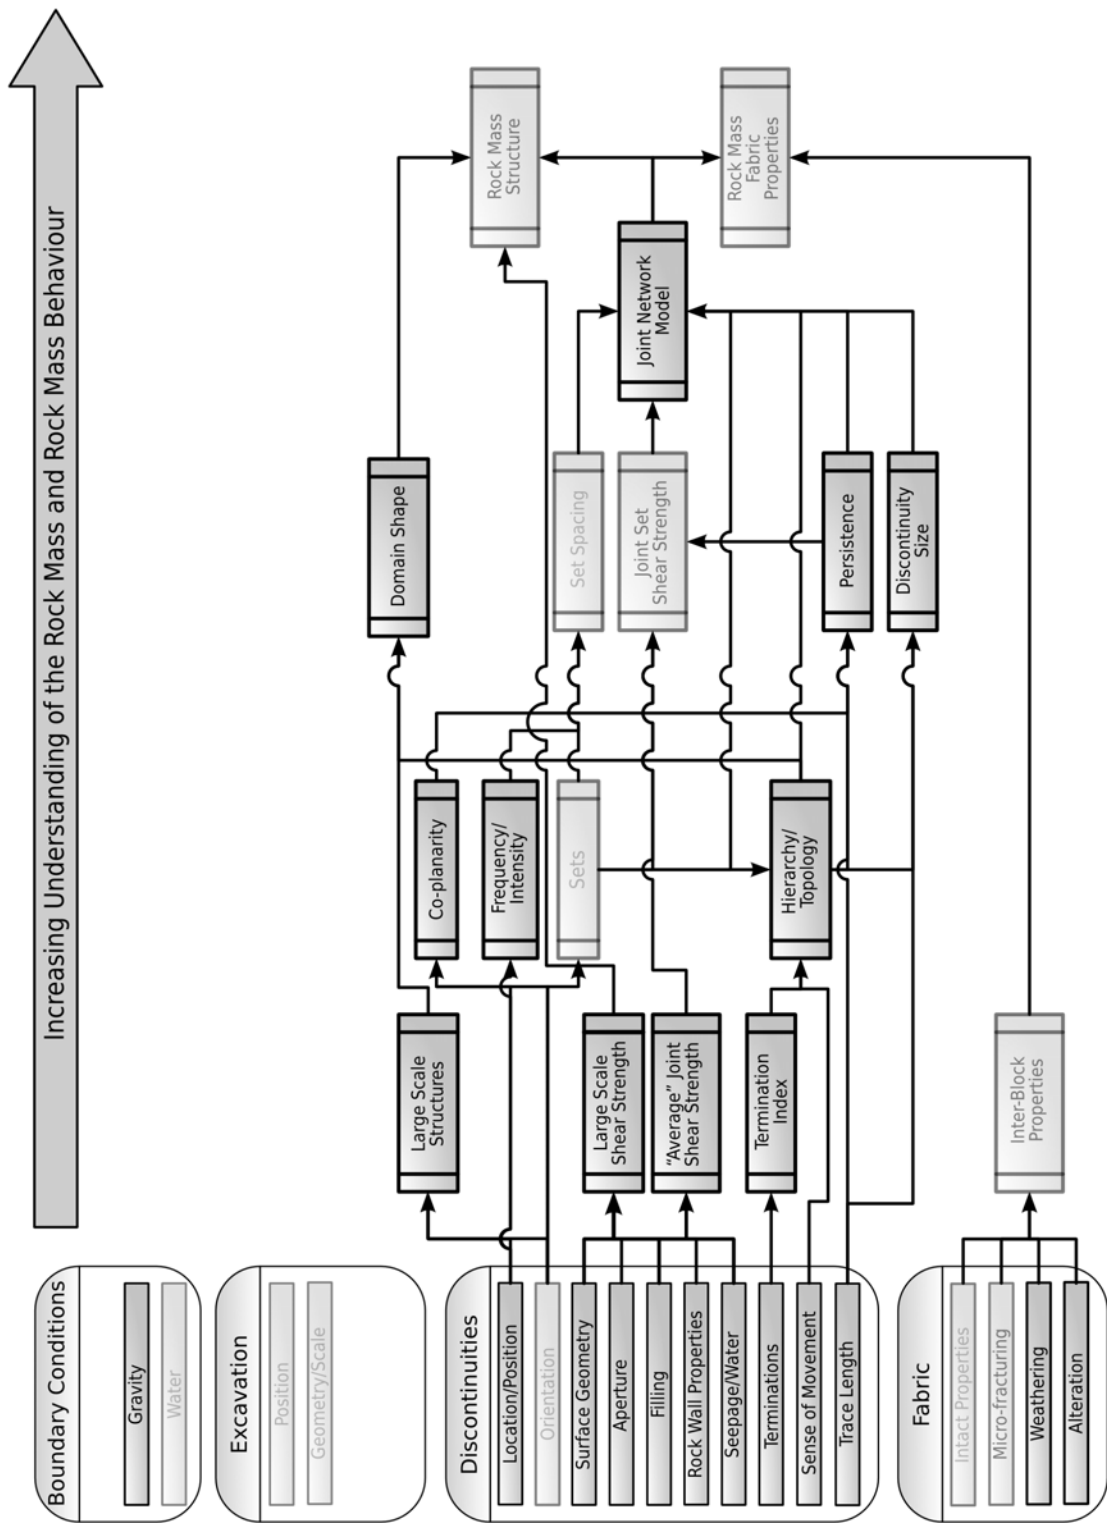 Increasing Understanding of the Rock Mass and Rock Mass Behaviour
Boundary Conditions
Gravity
Water
Excavation
Position
Geometry/Scale
Discontinuities
Location/Position
Orientation
Surface Geometry
Aperture
Filling
Rock Wall Properties
Seepage/Water
Terminations
Sense of Movement
Trace Length
Fabric
Intact Properties
Micro-fracturing
Weathering
Alteration
Large Scale
Structures
Large Scale
Shear Strength
"Average" Joint
Shear Strength
Termination
Index
Inter-Block
Properties
Co-planarity
Frequency/
Intensity
Sets
Hierarchy/
Topology
Domain Shape
Set Spacing
Joint Set
Shear Strength
Persistence
Discontinuity
Size
Joint Network
Model
Rock Mass
Structure
Rock Mass
Fabric
Properties